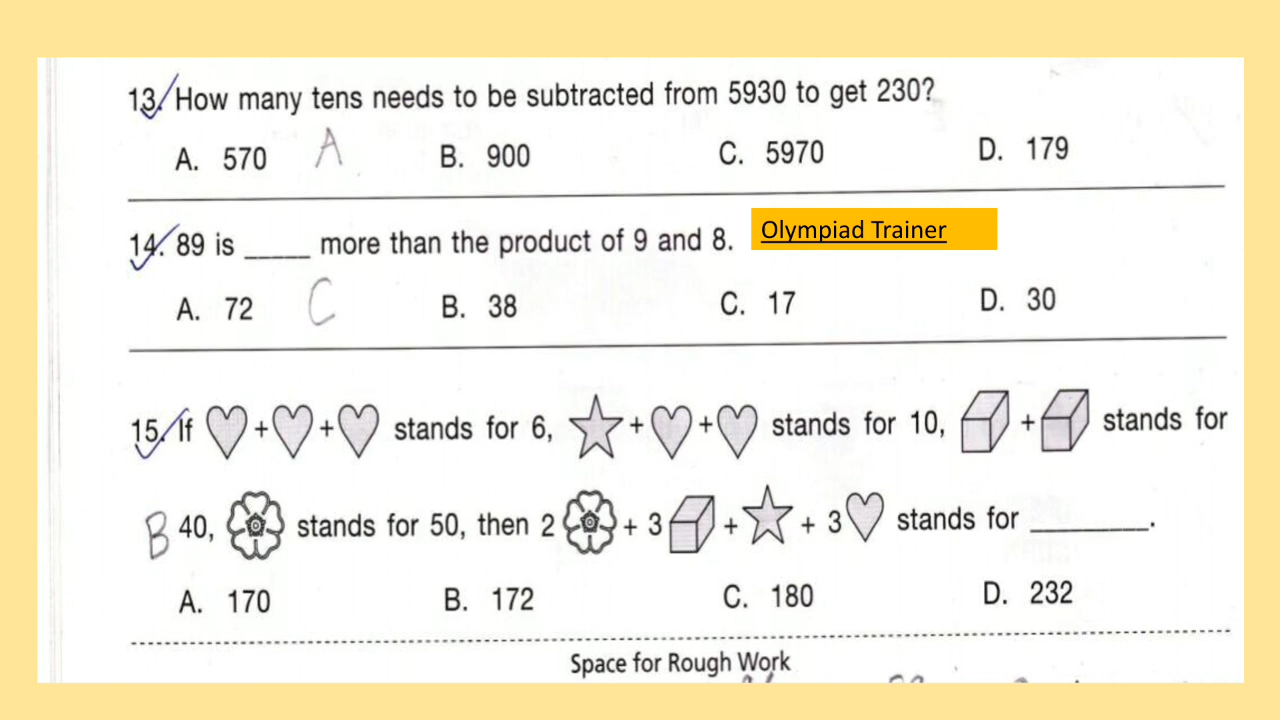 13. How many tens needs to be subtracted from 5930 to get 230?
A. 570 A B. 900 C. 5970 D. 179
14. 89 is ____ more than the product of 9 and 8. Olympiad Trainer
A. 72 C B. 38 C. 17 D. 30
15. If + + stands for 6, + + stands for 10, + stands for
B 40, stands for 50, then 2 + 3 + + 3 stands for ________.
A. 170 B. 172 C. 180 D. 232
Space for Rough Work